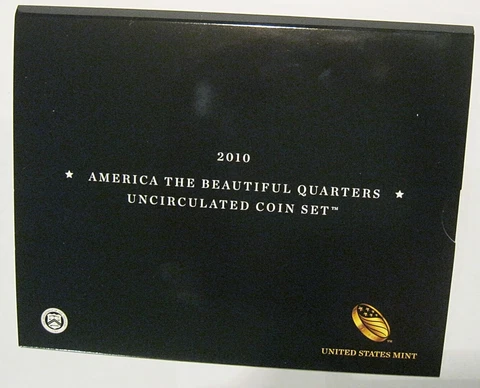 2010
★ AMERICA THE BEAUTIFUL QUARTERS ★
UNCIRCULATED COIN SET™
UNITED STATES MINT